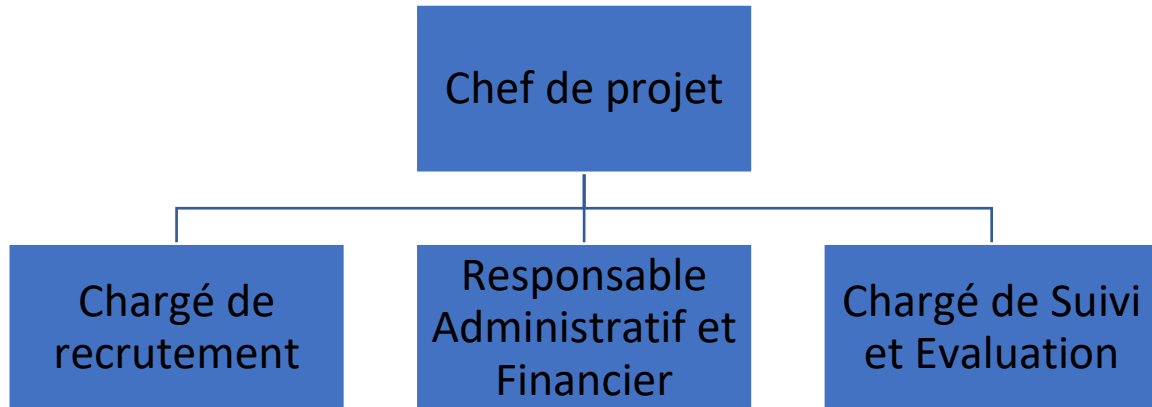 Chef de projet
Chargé de
recrutement
Responsable
Administratif et
Financier
Chargé de Suivi
et Evaluation